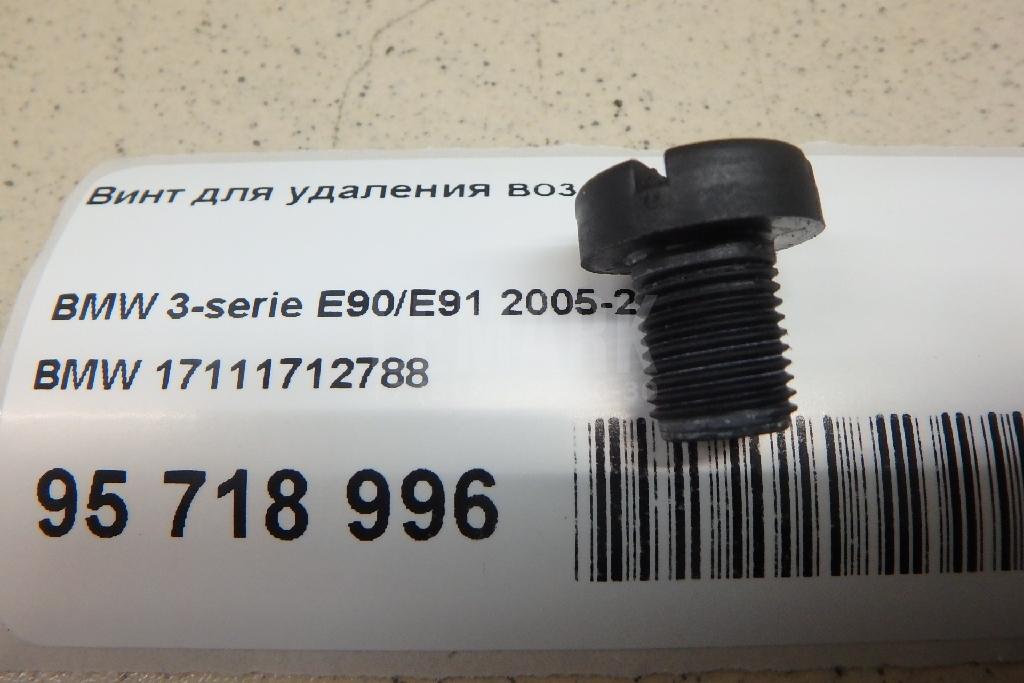 Винт для удаления воз
BMW 3-serie E90/E91 2005-2
BMW 17111712788
95 718 996